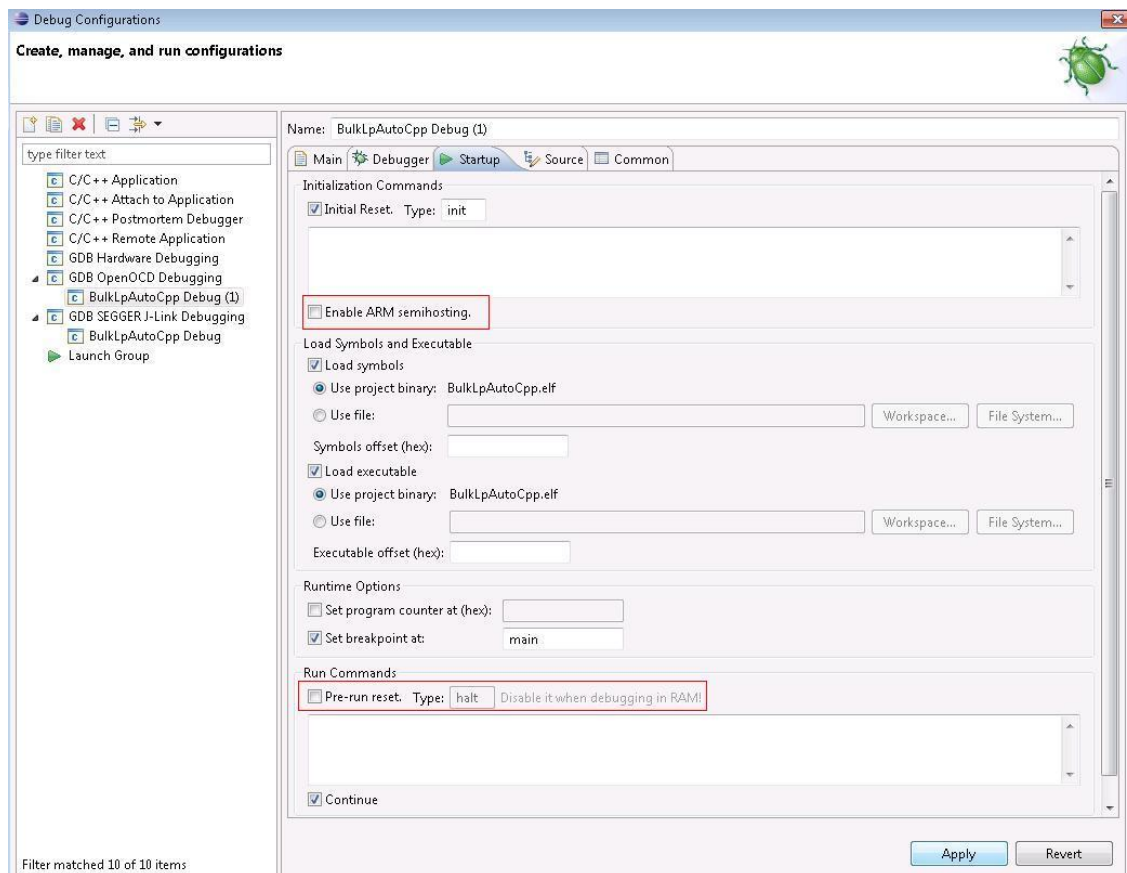 Debug Configurations
Create, manage, and run configurations
type filter text
C/C++ Application
C/C++ Attach to Application
C/C++ Postmortem Debugger
C/C++ Remote Application
GDB Hardware Debugging
GDB OpenOCD Debugging
BulkLpAutoCpp Debug (1)
GDB SEGGER J-Link Debugging
BulkLpAutoCpp Debug
Launch Group
Filter matched 10 of 10 items
Name: BulkLpAutoCpp Debug (1)
Main Debugger Startup Source Common
Initialization Commands
Initial Reset. Type: init
Enable ARM semihosting.
Load Symbols and Executable
Load symbols
Use project binary: BulkLpAutoCpp.elf
Use file: Workspace... File System...
Symbols offset (hex):
Load executable
Use project binary: BulkLpAutoCpp.elf
Use file: Workspace... File System...
Executable offset (hex):
Runtime Options
Set program counter at (hex):
Set breakpoint at: main
Run Commands
Pre-run reset. Type: halt Disable it when debugging in RAM!
Continue
Apply Revert